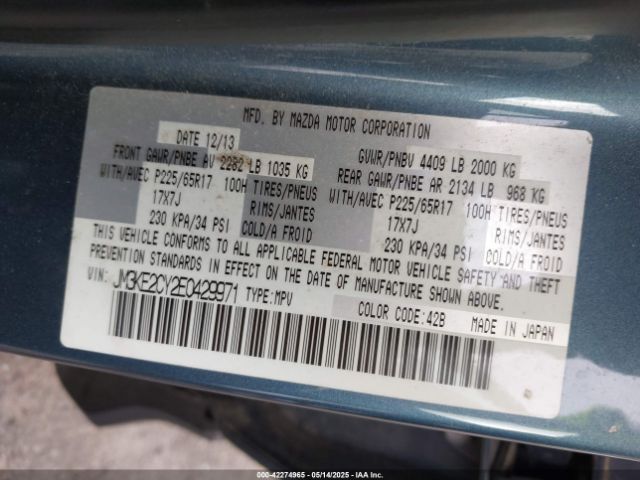 MFD. BY MAZDA MOTOR CORPORATION
DATE 12/13 GVWR/PNBV 4409 LB 2000 KG
FRONT GAWR/PNBE AV 2282 LB 1035 KG REAR GAWR/PNBE AR 2134 LB 968 KG
WITH/AVEC P225/65R17 100H TIRES/PNEUS WITH/AVEC P225/65R17 100H TIRES/PNEUS
17X7J RIMS/JANTES 17X7J RIMS/JANTES
230 KPA/34 PSI COLD/A FROID 230 KPA/34 PSI COLD/A FROID
THIS VEHICLE CONFORMS TO ALL APPLICABLE FEDERAL MOTOR VEHICLE SAFETY AND THEFT
PREVENTION STANDARDS IN EFFECT ON THE DATE OF MANUFACTURE SHOWN ABOVE.
VIN: JM3KE2CY2E0429971 TYPE:MPV
COLOR CODE:42B MADE IN JAPAN
000-42274965 05/14/2025 IAA Inc.